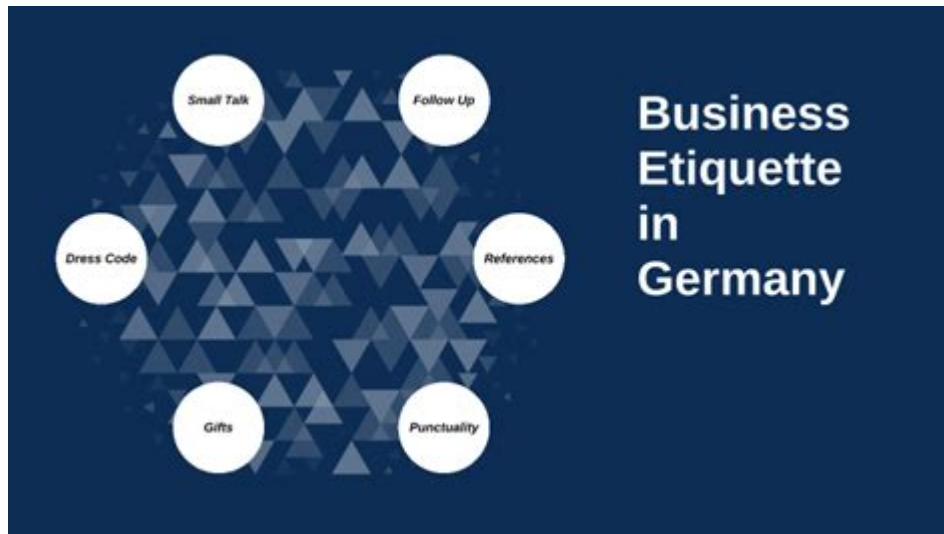 Small Talk
Follow Up
Dress Code
References
Gifts
Punctuality
Business
Etiquette
in
Germany